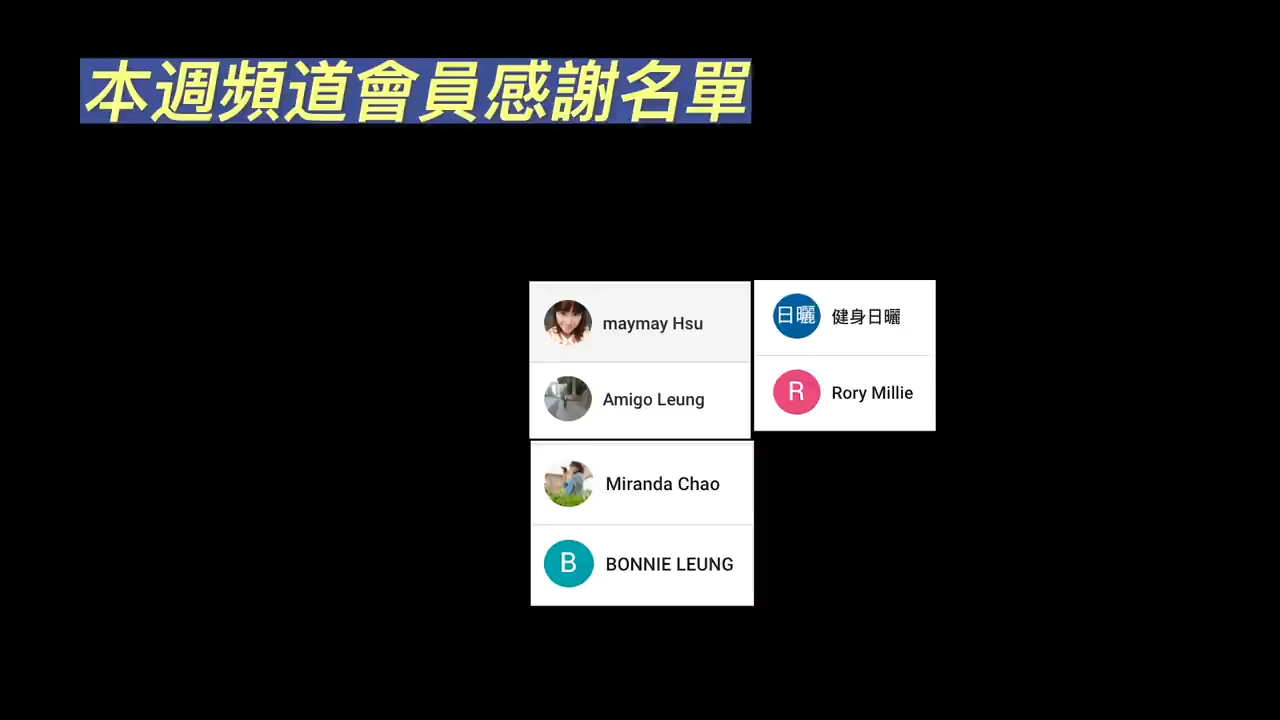 本週頻道會員感謝名單
maymay Hsu
Amigo Leung
Miranda Chao
B
BONNIE LEUNG
日曬
健身日曬
R
Rory Millie